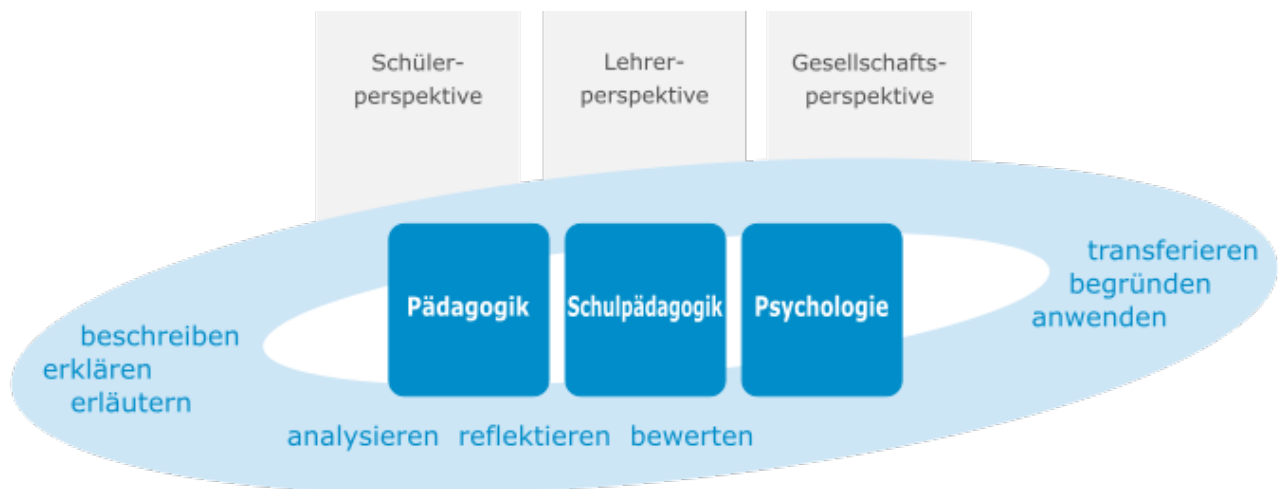 Schüler-
perspektive
Lehrer-
perspektive
Gesellschafts-
perspektive
Pädagogik
Schulpädagogik
Psychologie
transferieren
begründen
anwenden
beschreiben
erklären
erläutern
analysieren reflektieren bewerten